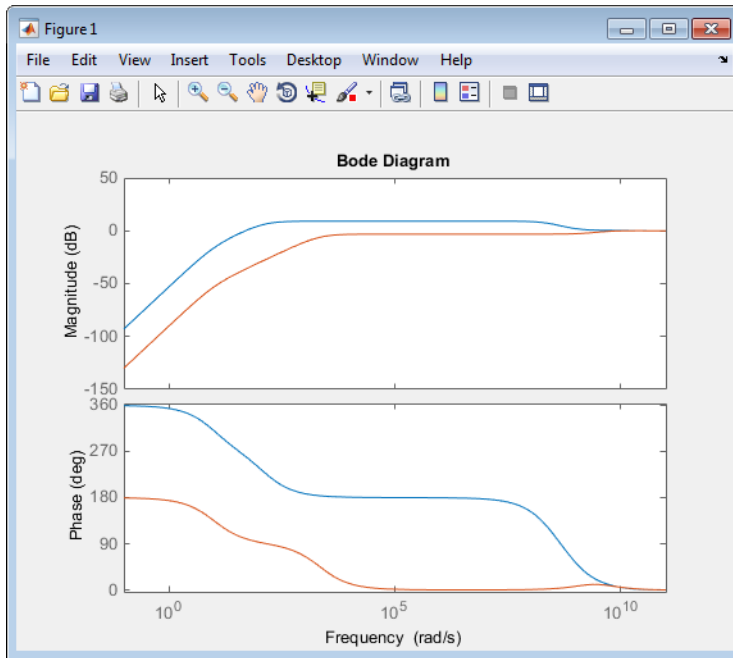 Figure 1
File Edit View Insert Tools Desktop Window Help
Bode Diagram
Magnitude (dB)
50
0
-50
-100
-150
Phase (deg)
360
270
180
90
0
10^0 10^5 10^10
Frequency (rad/s)